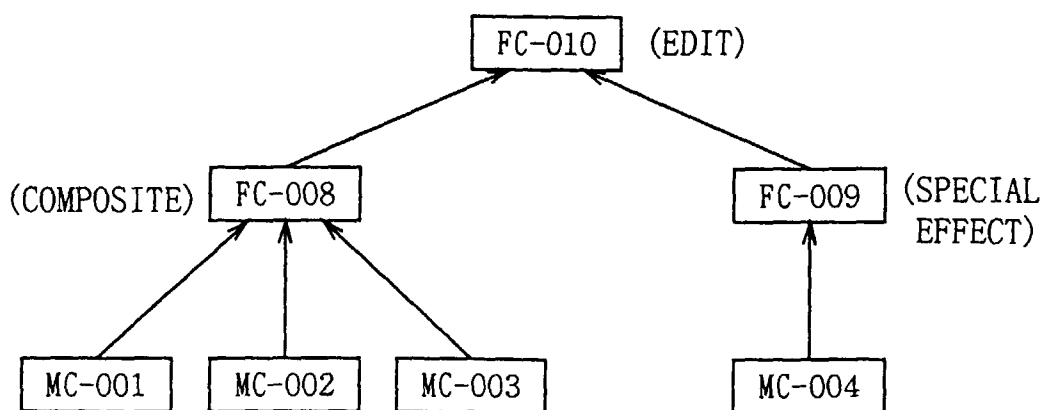 FC-010 (EDIT)
(COMPOSITE) FC-008
FC-009 (SPECIAL
EFFECT)
MC-001 MC-002 MC-003 MC-004